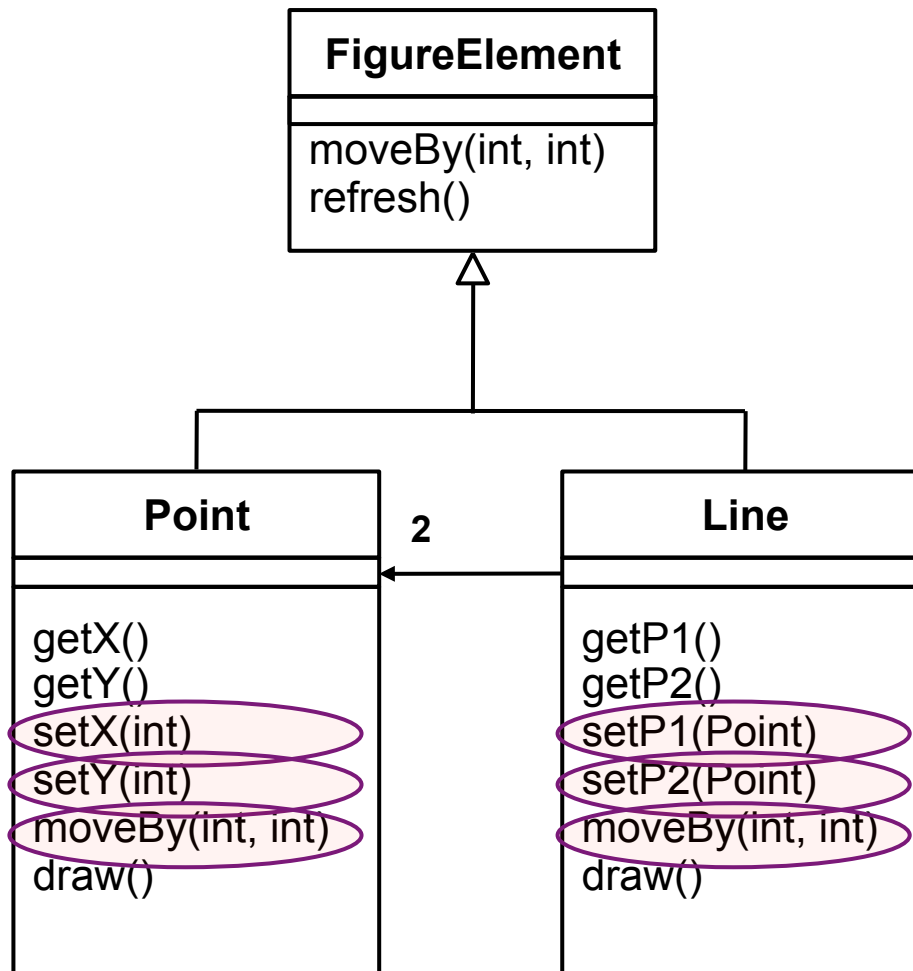 FigureElement
moveBy(int, int)
refresh()
Point
getX()
getY()
setX(int)
setY(int)
moveBy(int, int)
draw()
2
Line
getP1()
getP2()
setP1(Point)
setP2(Point)
moveBy(int, int)
draw()